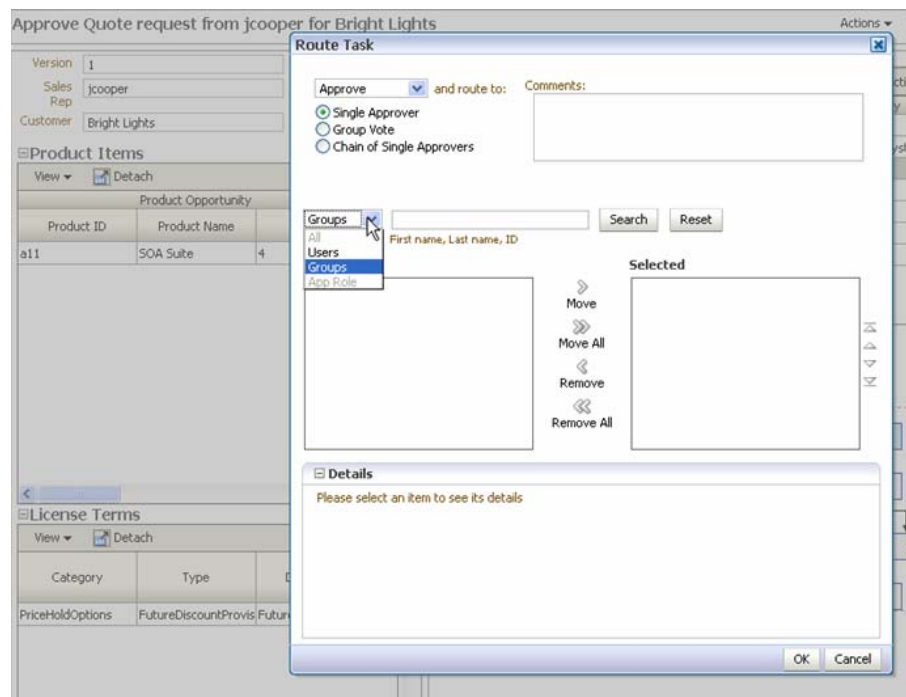 Approve Quote request from jcooper for Bright Lights
Actions
Version 1
Sales Rep jcooper
Customer Bright Lights
Product Items
View Detach
Product Opportunity
Product ID Product Name
a11 SOA Suite 4
License Terms
View Detach
Category Type
PriceHoldOptions FutureDiscountProvis Future
Route Task
Approve and route to: Comments:
Single Approver
Group Vote
Chain of Single Approvers
Groups Search Reset
First name, Last name, ID
All
Users
Groups
App Role
Selected
Move
Move All
Remove
Remove All
Details
Please select an item to see its details
OK Cancel